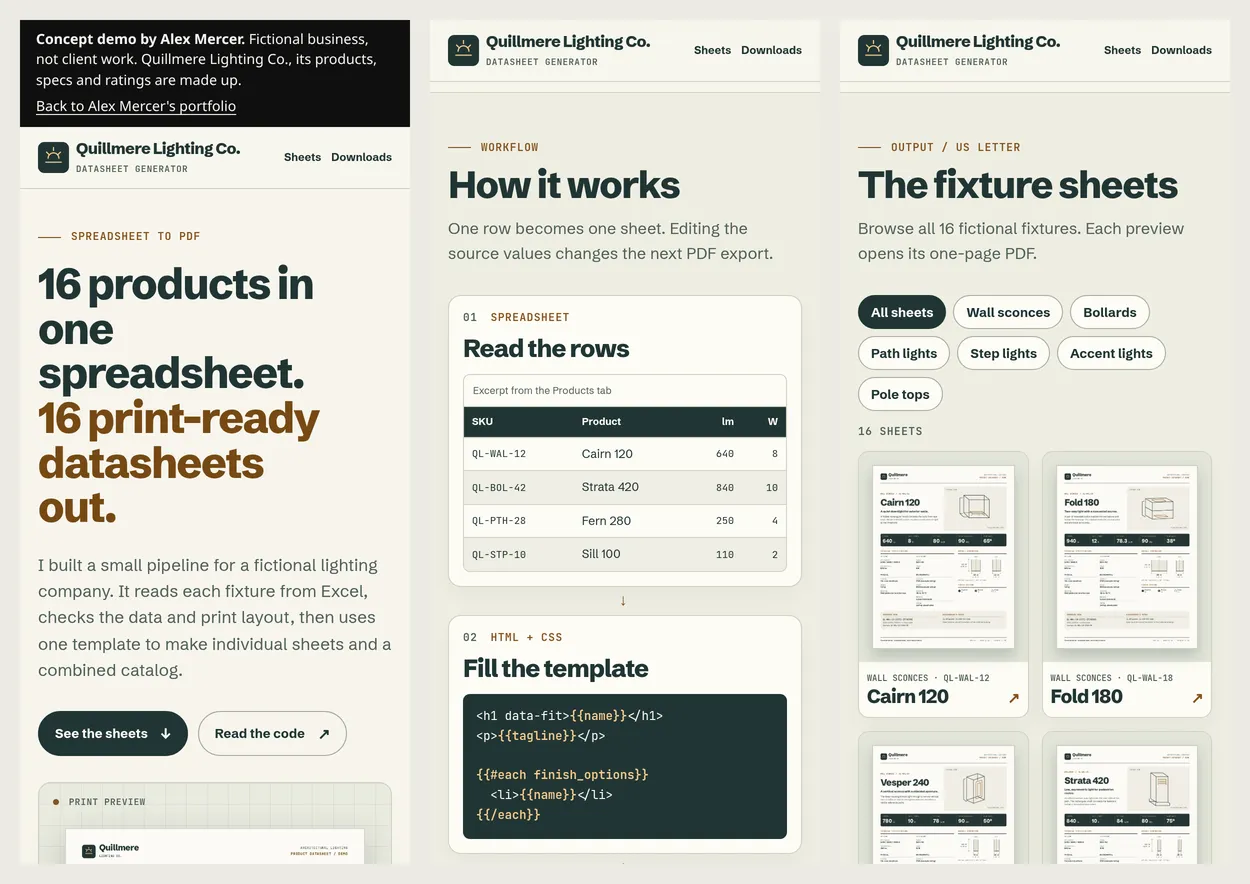 Concept demo by Alex Mercer. Fictional business,
not client work. Quillmere Lighting Co., its products,
specs and ratings are made up.
Back to Alex Mercer's portfolio
Quillmere Lighting Co.
DATASHEET GENERATOR
Sheets Downloads
SPREADSHEET TO PDF
16 products in
one
spreadsheet.
16 print-ready
datasheets
out.
I built a small pipeline for a fictional lighting
company. It reads each fixture from Excel,
checks the data and print layout, then uses
one template to make individual sheets and a
combined catalog.
See the sheets ↓
Read the code ↗
PRINT PREVIEW
Quillmere
LIGHTING CO.
ARCHITECTURAL LIGHTING
PRODUCT DATASHEET / DEMO
Quillmere Lighting Co.
DATASHEET GENERATOR
Sheets Downloads
WORKFLOW
How it works
One row becomes one sheet. Editing the
source values changes the next PDF export.
01 SPREADSHEET
Read the rows
Excerpt from the Products tab
SKU Product lm W
QL-WAL-12 Cairn 120 640 8
QL-BOL-42 Strata 420 840 10
QL-PTH-28 Fern 280 250 4
QL-STP-10 Sill 100 110 2
↓
02 HTML + CSS
Fill the template
<h1 data-fit>{{name}}</h1>
<p>{{tagline}}</p>
{{#each finish_options}}
<li>{{name}}</li>
{{/each}}
Quillmere Lighting Co.
DATASHEET GENERATOR
Sheets Downloads
OUTPUT / US LETTER
The fixture sheets
Browse all 16 fictional fixtures. Each preview
opens its one-page PDF.
All sheets
Wall sconces
Bollards
Path lights
Step lights
Accent lights
Pole tops
16 SHEETS
Quillmere
Cairn 120
WALL SCONCES · QL-WAL-12
Cairn 120 ↗
Quillmere
Fold 180
WALL SCONCES · QL-WAL-18
Fold 180 ↗
Quillmere
Vesper 240
Quillmere
Strata 420